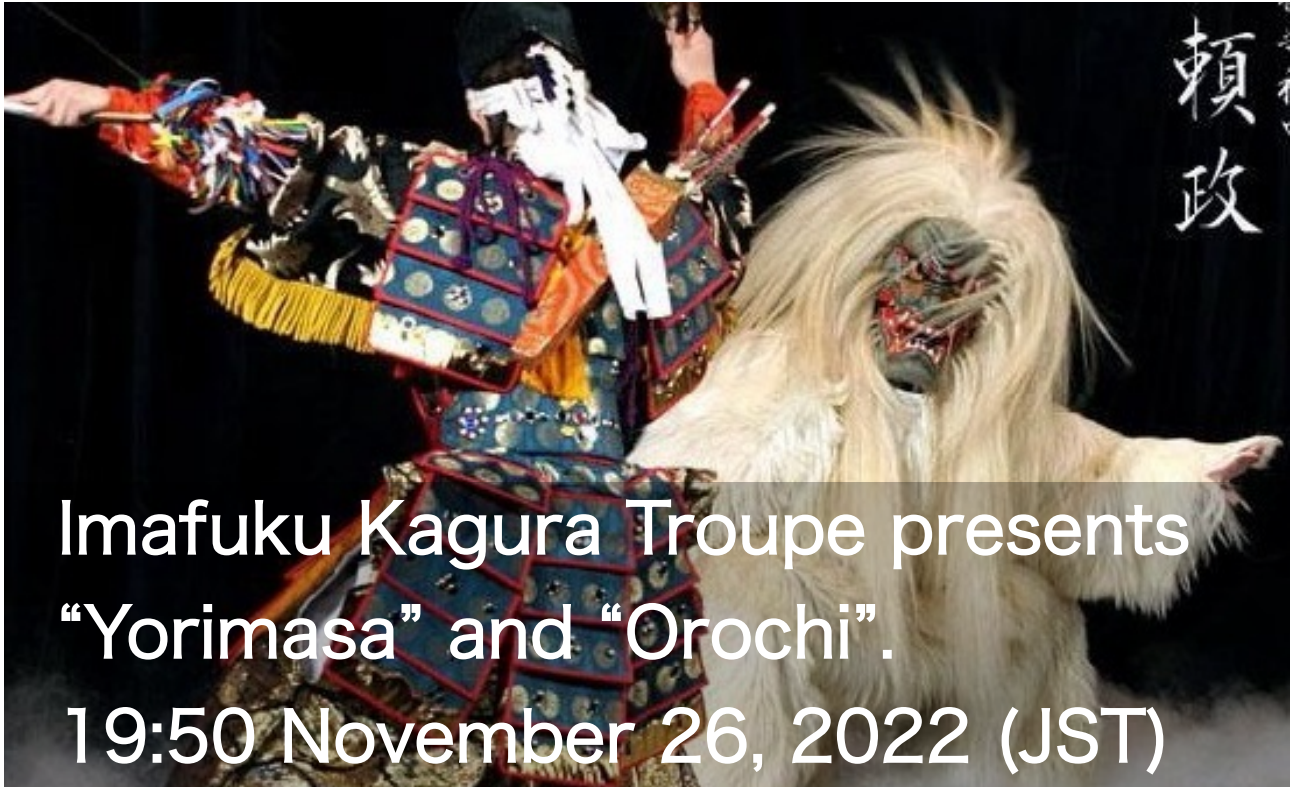 頼政
Imafuku Kagura Troupe presents
“Yorimasa” and “Orochi”.
19:50 November 26, 2022 (JST)